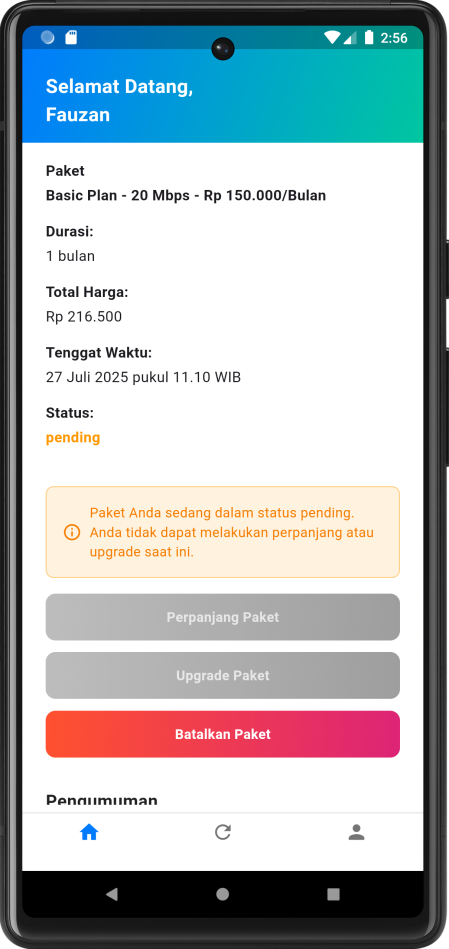 2:56
Selamat Datang,
Fauzan
Paket
Basic Plan - 20 Mbps - Rp 150.000/Bulan
Durasi:
1 bulan
Total Harga:
Rp 216.500
Tenggat Waktu:
27 Juli 2025 pukul 11.10 WIB
Status:
pending
Paket Anda sedang dalam status pending.
Anda tidak dapat melakukan perpanjang atau
upgrade saat ini.
Perpanjang Paket
Upgrade Paket
Batalkan Paket
Pengumuman